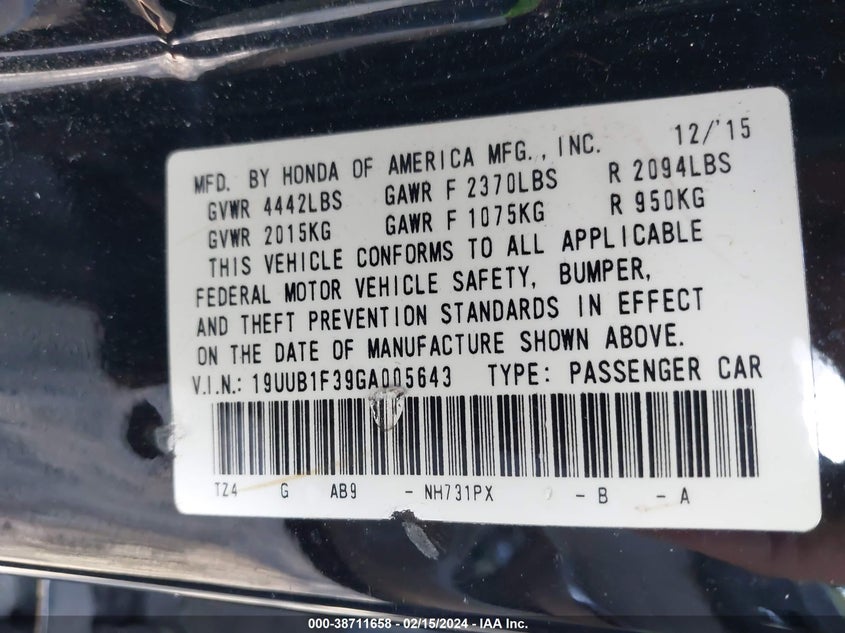 12/'15
MFD. BY HONDA OF AMERICA MFG., INC.
GVWR 4442LBS GAWR F 2370LBS R 2094LBS
GVWR 2015KG GAWR F 1075KG R 950KG
THIS VEHICLE CONFORMS TO ALL APPLICABLE
FEDERAL MOTOR VEHICLE SAFETY, BUMPER,
AND THEFT PREVENTION STANDARDS IN EFFECT
ON THE DATE OF MANUFACTURE SHOWN ABOVE.
V.I.N.: 19UUB1F39GA005643 TYPE: PASSENGER CAR
TZ4 G AB9 - NH731PX - B - A
000-38711658 - 02/15/2024 - IAA Inc.